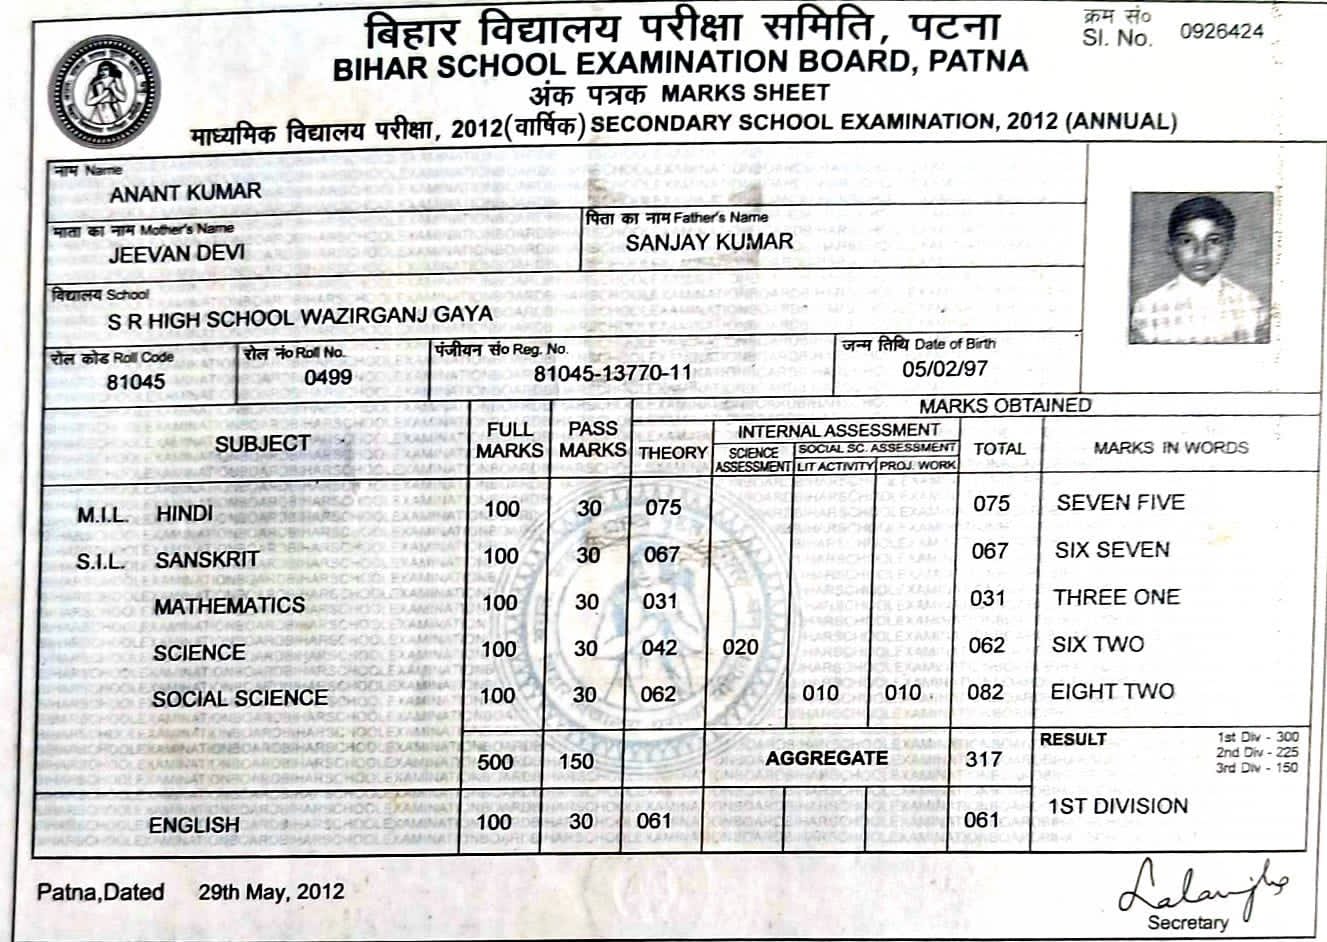 बिहार विद्यालय परीक्षा समिति, पटना
क्रम सं०
Sl. No. 0926424
BIHAR SCHOOL EXAMINATION BOARD, PATNA
अंक पत्रक MARKS SHEET
माध्यमिक विद्यालय परीक्षा, 2012(वार्षिक) SECONDARY SCHOOL EXAMINATION, 2012 (ANNUAL)
नाम Name
ANANT KUMAR
माता का नाम Mother's Name
JEEVAN DEVI
पिता का नाम Father's Name
SANJAY KUMAR
विद्यालय School
S R HIGH SCHOOL WAZIRGANJ GAYA
रोल कोड Roll Code
81045
रोल नं० Roll No.
0499
पंजीयन सं० Reg. No.
81045-13770-11
जन्म तिथि Date of Birth
05/02/97
MARKS OBTAINED
SUBJECT FULL MARKS PASS MARKS THEORY INTERNAL ASSESSMENT TOTAL MARKS IN WORDS
SCIENCE ASSESSMENT SOCIAL SC. ASSESSMENT
LIT ACTIVITY PROJ. WORK
M.I.L. HINDI 100 30 075 075 SEVEN FIVE
S.I.L. SANSKRIT 100 30 067 067 SIX SEVEN
MATHEMATICS 100 30 031 031 THREE ONE
SCIENCE 100 30 042 020 062 SIX TWO
SOCIAL SCIENCE 100 30 062 010 010 082 EIGHT TWO
500 150 AGGREGATE 317
RESULT
1st Div - 300
2nd Div - 225
3rd Div - 150
1ST DIVISION
ENGLISH 100 30 061 061
Patna,Dated 29th May, 2012
Secretary